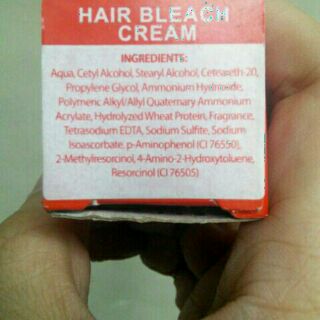 HAIR BLEACH
CREAM
INGREDIENTS:
Aqua, Cetyl Alcohol, Stearyl Alcohol, Ceteareth-20,
Propylene Glycol, Ammonium Hydroxide,
Polymeric Alkyl/Allyl Quaternary Ammonium
Acrylate, Hydrolyzed Wheat Protein, Fragrance,
Tetrasodium EDTA, Sodium Sulfite, Sodium
Isoascorbate, p-Aminophenol (CI 76550),
2-Methylresorcinol, 4-Amino-2-Hydroxytoluene,
Resorcinol (CI 76505)